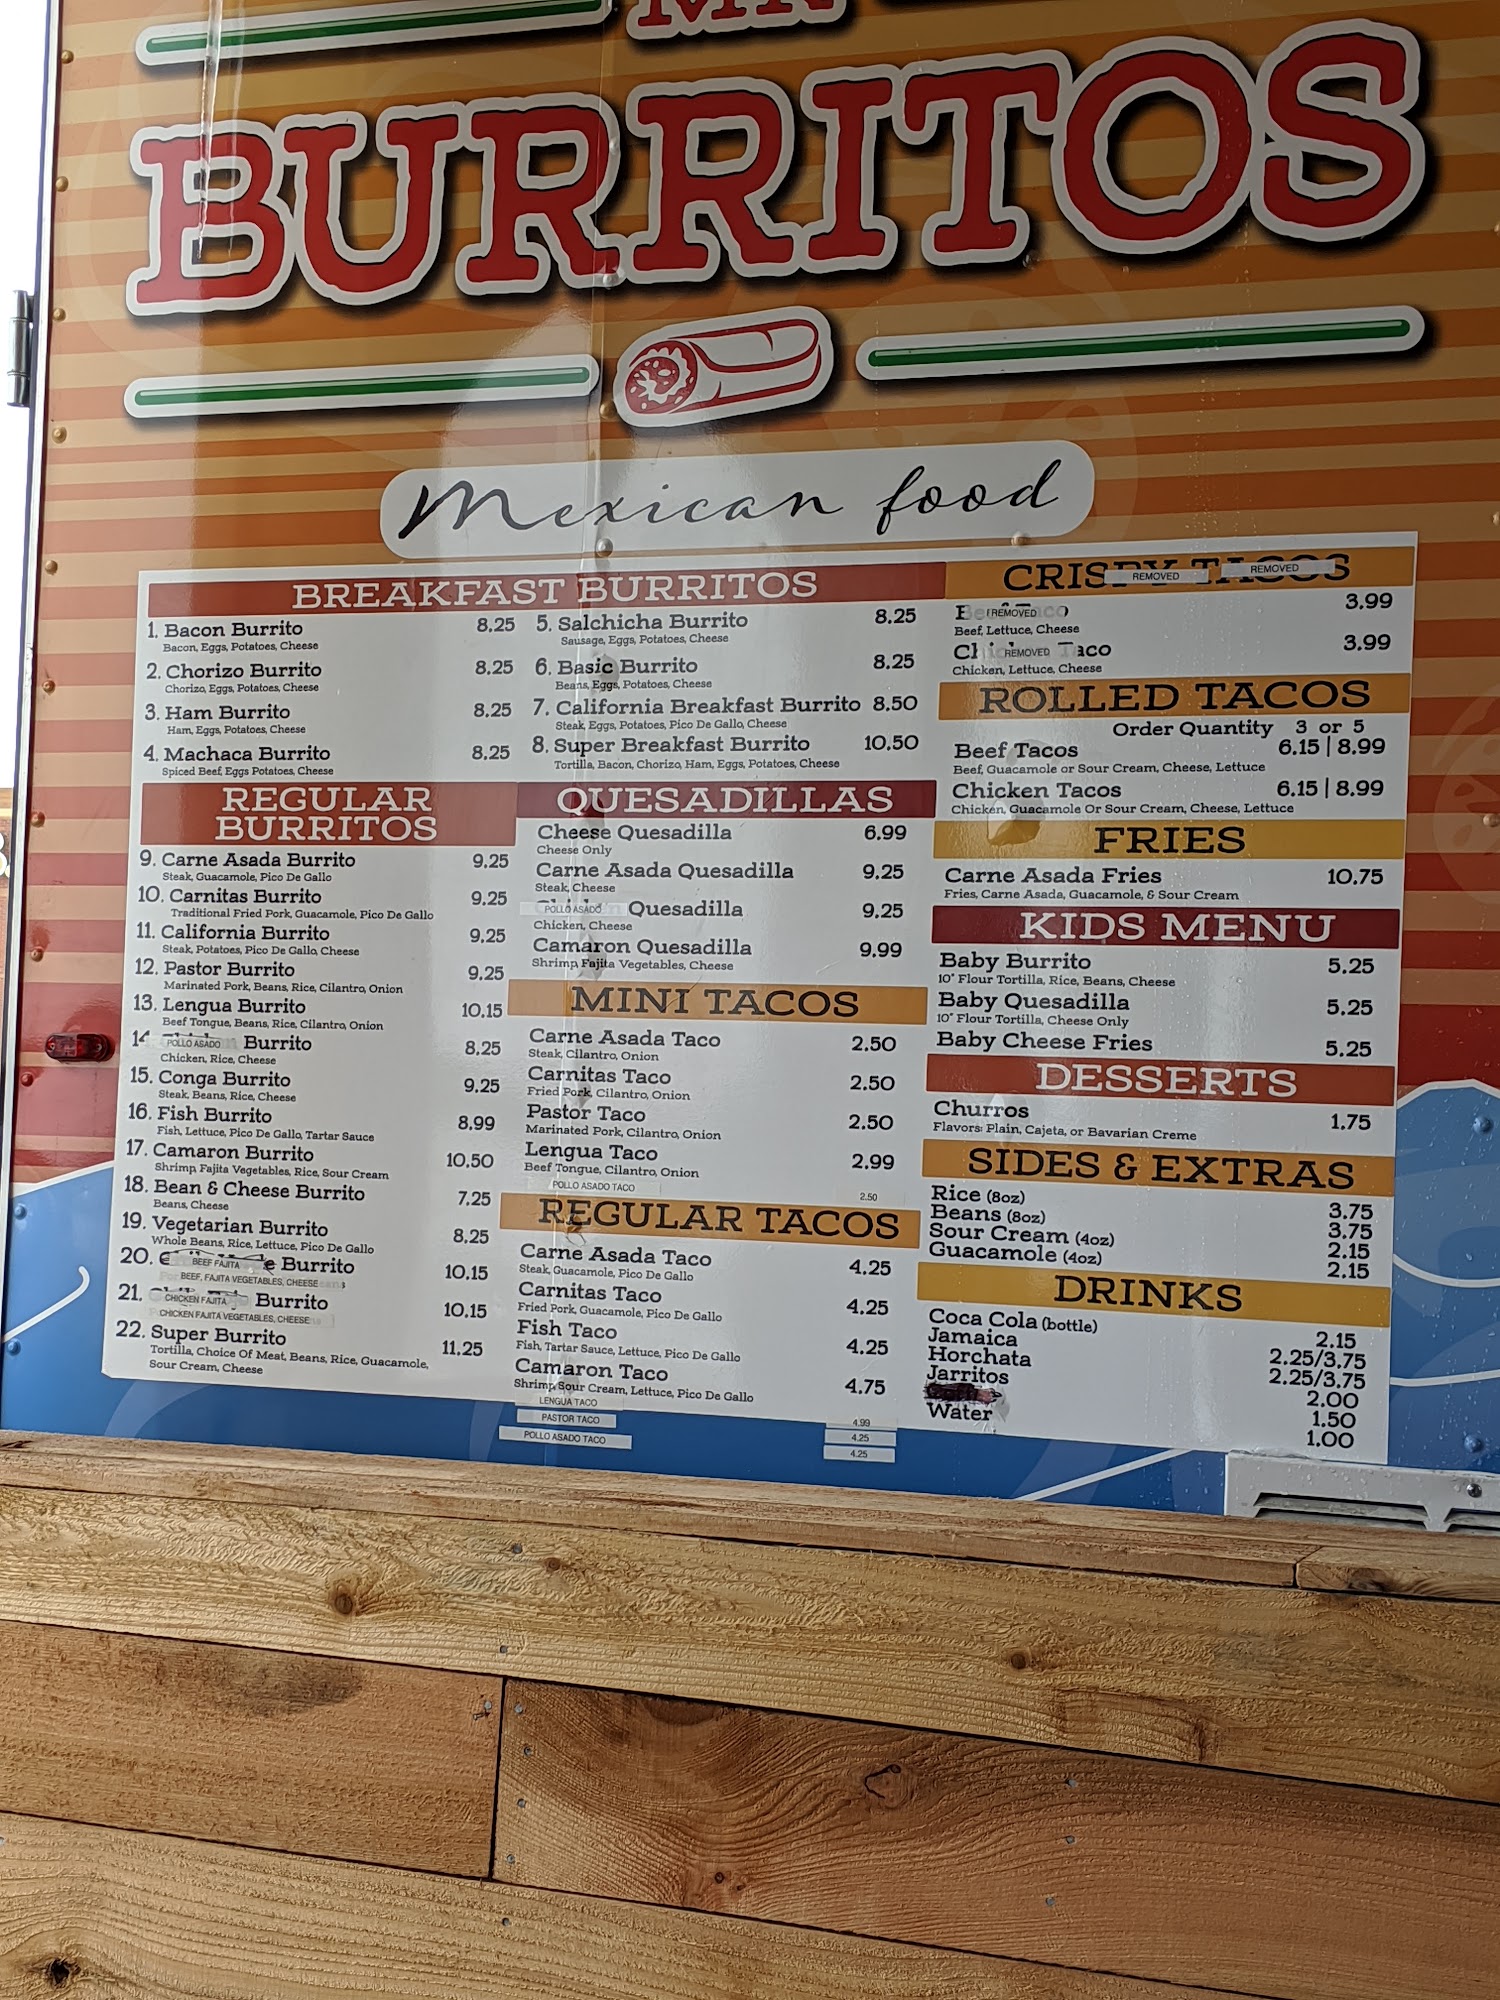 BURRITOS
Mexican food
BREAKFAST BURRITOS
1. Bacon Burrito 8.25
Bacon, Eggs, Potatoes, Cheese
2. Chorizo Burrito 8.25
Chorizo, Eggs, Potatoes, Cheese
3. Ham Burrito 8.25
Ham, Eggs, Potatoes, Cheese
4. Machaca Burrito 8.25
Spiced Beef, Eggs Potatoes, Cheese
5. Salchicha Burrito 8.25
Sausage, Eggs, Potatoes, Cheese
6. Basic Burrito 8.25
Beans, Eggs, Potatoes, Cheese
7. California Breakfast Burrito 8.50
Steak, Eggs, Potatoes, Pico De Gallo, Cheese
8. Super Breakfast Burrito 10.50
Tortilla, Bacon, Chorizo, Ham, Eggs, Potatoes, Cheese
REGULAR
BURRITOS
9. Carne Asada Burrito 9.25
Steak, Guacamole, Pico De Gallo
10. Carnitas Burrito 9.25
Traditional Fried Pork, Guacamole, Pico De Gallo
11. California Burrito 9.25
Steak, Potatoes, Pico De Gallo, Cheese
12. Pastor Burrito 9.25
Marinated Pork, Beans, Rice, Cilantro, Onion
13. Lengua Burrito 10.15
Beef Tongue, Beans, Rice, Cilantro, Onion
14 POLLO ASADO Burrito 8.25
Chicken, Rice, Cheese
15. Conga Burrito 9.25
Steak, Beans, Rice, Cheese
16. Fish Burrito 8.99
Fish, Lettuce, Pico De Gallo, Tartar Sauce
17. Camaron Burrito 10.50
Shrimp, Fajita Vegetables, Rice, Sour Cream
18. Bean & Cheese Burrito 7.25
Beans, Cheese
19. Vegetarian Burrito 8.25
Whole Beans, Rice, Lettuce, Pico De Gallo
20. BEEF FAJITA Burrito 10.15
BEEF, FAJITA VEGETABLES, CHEESE
21. CHICKEN FAJITA Burrito 10.15
CHICKEN FAJITA VEGETABLES, CHEESE
22. Super Burrito 11.25
Tortilla, Choice Of Meat, Beans, Rice, Guacamole,
Sour Cream, Cheese
QUESADILLAS
Cheese Quesadilla 6.99
Cheese Only
Carne Asada Quesadilla 9.25
Steak, Cheese
POLLO ASADO Quesadilla 9.25
Chicken, Cheese
Camaron Quesadilla 9.99
Shrimp, Fajita Vegetables, Cheese
MINI TACOS
Carne Asada Taco 2.50
Steak, Cilantro, Onion
Carnitas Taco 2.50
Fried Pork, Cilantro, Onion
Pastor Taco 2.50
Marinated Pork, Cilantro, Onion
Lengua Taco 2.99
Beef Tongue, Cilantro, Onion
POLLO ASADO TACO 2.50
REGULAR TACOS
Carne Asada Taco 4.25
Steak, Guacamole, Pico De Gallo
Carnitas Taco 4.25
Fried Pork, Guacamole, Pico De Gallo
Fish Taco 4.25
Fish, Tartar Sauce, Lettuce, Pico De Gallo
Camaron Taco 4.75
Shrimp, Sour Cream, Lettuce, Pico De Gallo
LENGUA TACO 4.99
PASTOR TACO 4.25
POLLO ASADO TACO 4.25
CRISPY TACOS
REMOVED REMOVED
REMOVED Taco 3.99
Beef, Lettuce, Cheese
REMOVED Taco 3.99
Chicken, Lettuce, Cheese
ROLLED TACOS
Order Quantity 3 or 5
Beef Tacos 6.15 | 8.99
Beef, Guacamole or Sour Cream, Cheese, Lettuce
Chicken Tacos 6.15 | 8.99
Chicken, Guacamole Or Sour Cream, Cheese, Lettuce
FRIES
Carne Asada Fries 10.75
Fries, Carne Asada, Guacamole, & Sour Cream
KIDS MENU
Baby Burrito 5.25
10" Flour Tortilla, Rice, Beans, Cheese
Baby Quesadilla 5.25
10" Flour Tortilla, Cheese Only
Baby Cheese Fries 5.25
DESSERTS
Churros 1.75
Flavors: Plain, Cajeta, or Bavarian Creme
SIDES & EXTRAS
Rice (8oz) 3.75
Beans (8oz) 3.75
Sour Cream (4oz) 2.15
Guacamole (4oz) 2.15
DRINKS
Coca Cola (bottle) 2.15
Jamaica 2.25/3.75
Horchata 2.25/3.75
Jarritos 2.00
1.50
Water 1.00